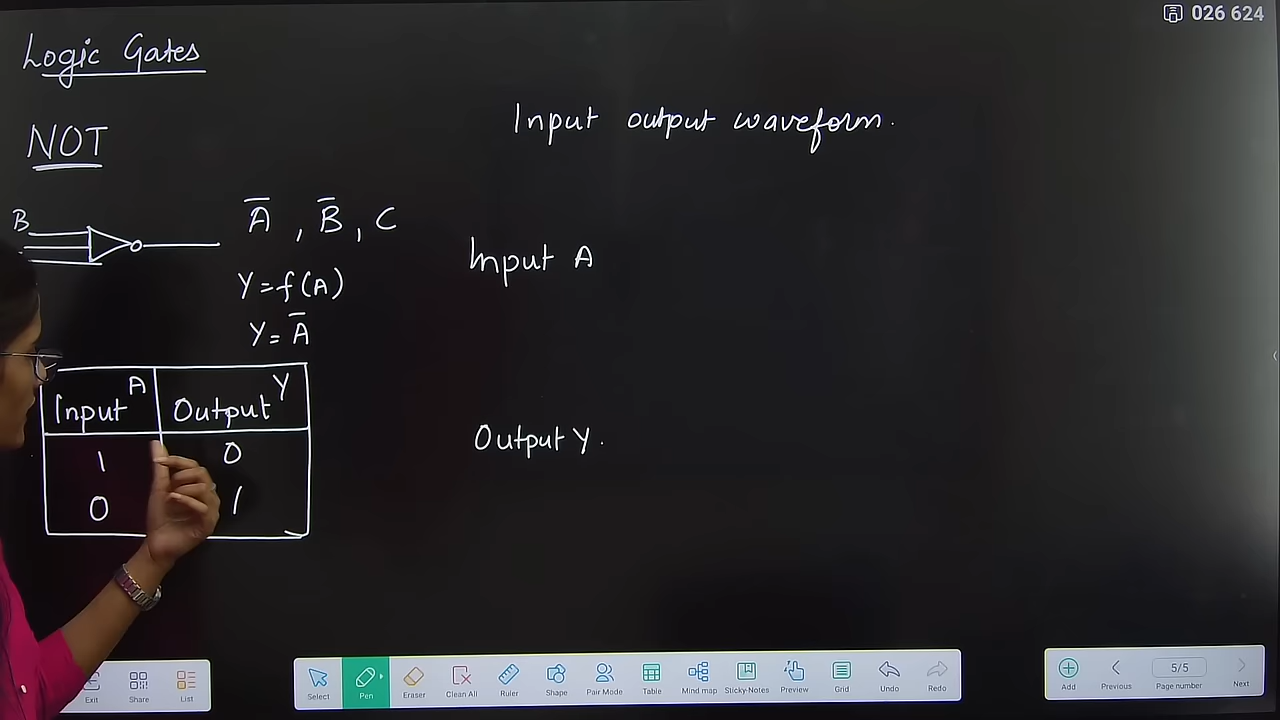 026 624
Logic Gates
Input output waveform.
NOT
B
A̅ , B̅ , C
Y = f(A)
Y = A̅
Input A
Input A Output Y
1 0
0 1
Output Y.
Exit Share List
Select Pen Eraser Clean All Ruler Shape Pair Mode Table Mind map Sticky-Notes Preview Grid Undo Redo
Add Previous 5/5 Page number Next